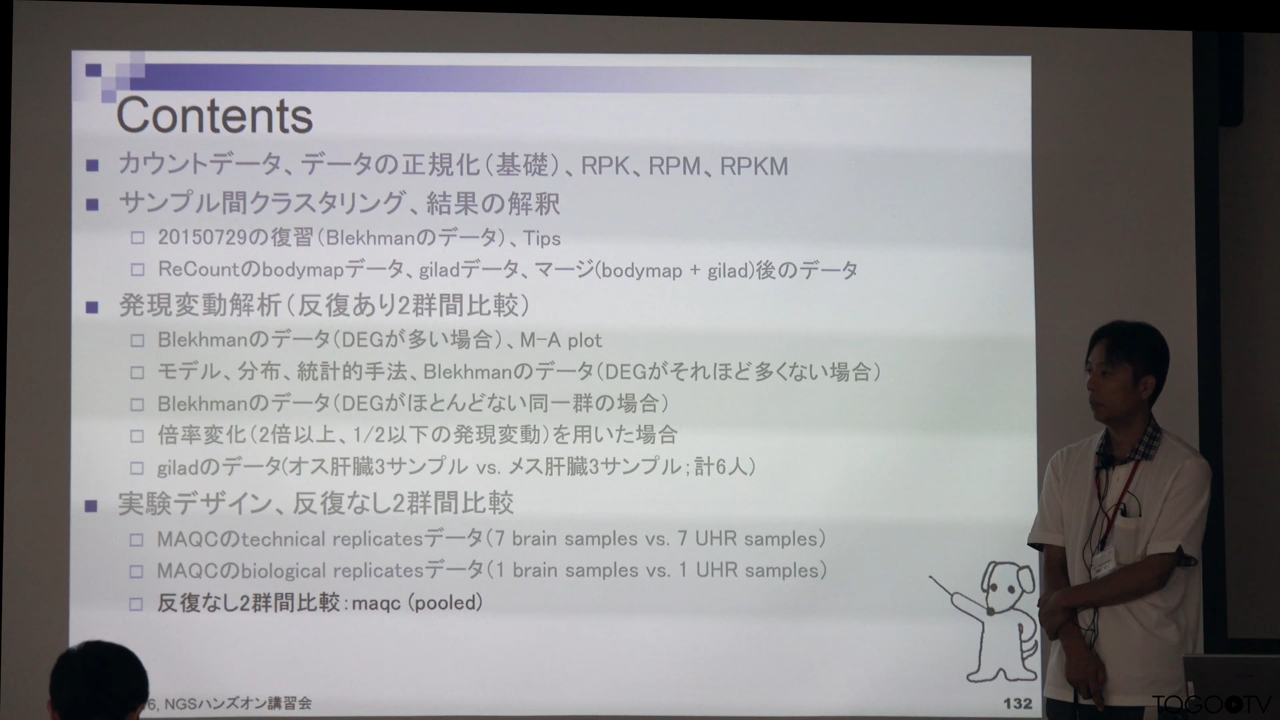 Contents
カウントデータ、データの正規化(基礎)、RPK、RPM、RPKM
サンプル間クラスタリング、結果の解釈
20150729の復習(Blekhmanのデータ)、Tips
ReCountのbodymapデータ、giladデータ、マージ(bodymap + gilad)後のデータ
発現変動解析(反復あり2群間比較)
Blekhmanのデータ(DEGが多い場合)、M-A plot
モデル、分布、統計的手法、Blekhmanのデータ(DEGがそれほど多くない場合)
Blekhmanのデータ(DEGがほとんどない同一群の場合)
倍率変化(2倍以上、1/2以下の発現変動)を用いた場合
giladのデータ(オス肝臓3サンプル vs. メス肝臓3サンプル;計6人)
実験デザイン、反復なし2群間比較
MAQCのtechnical replicatesデータ(7 brain samples vs. 7 UHR samples)
MAQCのbiological replicatesデータ(1 brain samples vs. 1 UHR samples)
反復なし2群間比較:maqc (pooled)
6, NGSハンズオン講習会
132
TOGOTV